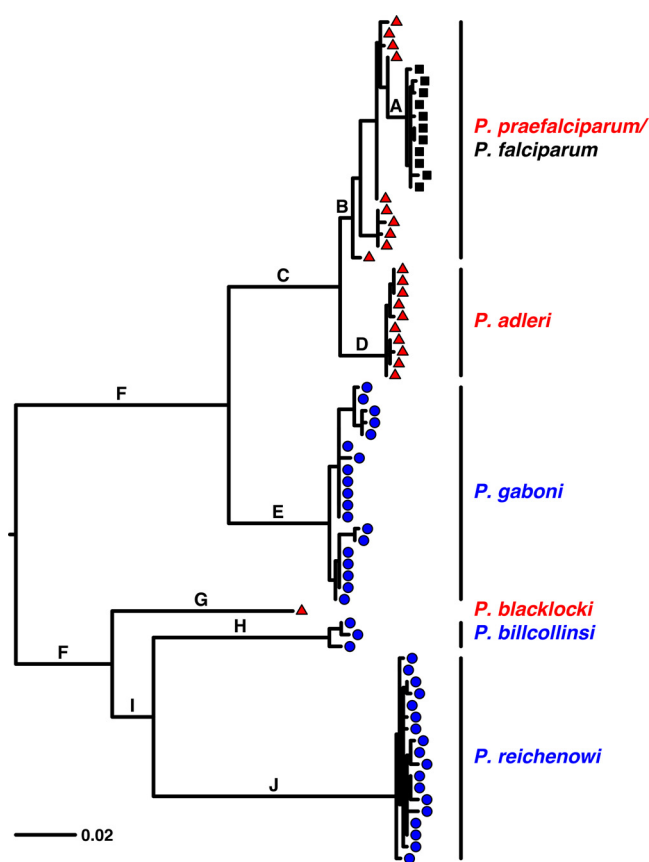 A
P. praefalciparum/
P. falciparum
B
C
P. adleri
D
F
P. gaboni
E
G
P. blacklocki
H
P. billcollinsi
F
I
P. reichenowi
J
0.02